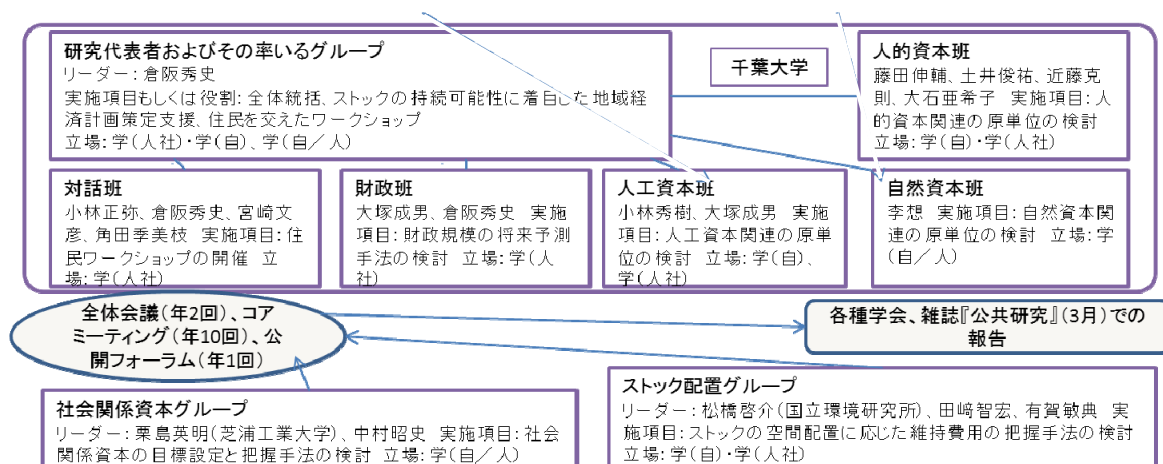 研究代表者およびその率いるグループ
リーダー：倉阪秀史
実施項目もしくは役割：全体統括、ストックの持続可能性に着目した地域経
済計画策定支援、住民を交えたワークショップ
立場：学（人社）・学（自）、学（自／人）
千葉大学
人的資本班
藤田伸輔、土井俊祐、近藤克
則、大石亜希子　実施項目：人
的資本関連の原単位の検討
立場：学（自）・学（人社）
対話班
小林正弥、倉阪秀史、宮崎文
彦、角田季美枝　実施項目：住
民ワークショップの開催　立
場：学（人社）
財政班
大塚成男、倉阪秀史　実施
項目：財政規模の将来予測
手法の検討　立場：学（人
社）
人工資本班
小林秀樹、大塚成男　実施
項目：人工資本関連の原単
位の検討　立場：学（自）、
学（人社）
自然資本班
李想　実施項目：自然資本関
連の原単位の検討　立場：学
（自／人）
全体会議（年2回）、コア
ミーティング（年10回）、公
開フォーラム（年1回）
各種学会、雑誌『公共研究』（3月）での
報告
社会関係資本グループ
リーダー：栗島英明（芝浦工業大学）、中村昭史　実施項目：社会
関係資本の目標設定と把握手法の検討　立場：学（自／人）
ストック配置グループ
リーダー：松橋啓介（国立環境研究所）、田崎智宏、有賀敏典　実
施項目：ストックの空間配置に応じた維持費用の把握手法の検討
立場：学（自）・学（人社）